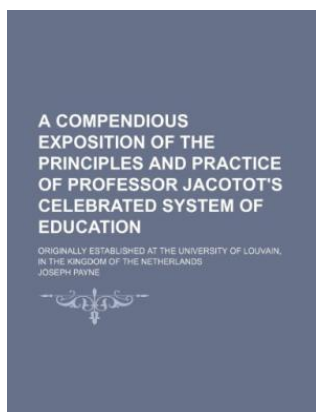 A COMPENDIOUS
EXPOSITION OF THE
PRINCIPLES AND PRACTICE
OF PROFESSOR JACOTOT'S
CELEBRATED SYSTEM OF
EDUCATION
ORIGINALLY ESTABLISHED AT THE UNIVERSITY OF LOUVAIN,
IN THE KINGDOM OF THE NETHERLANDS
JOSEPH PAYNE